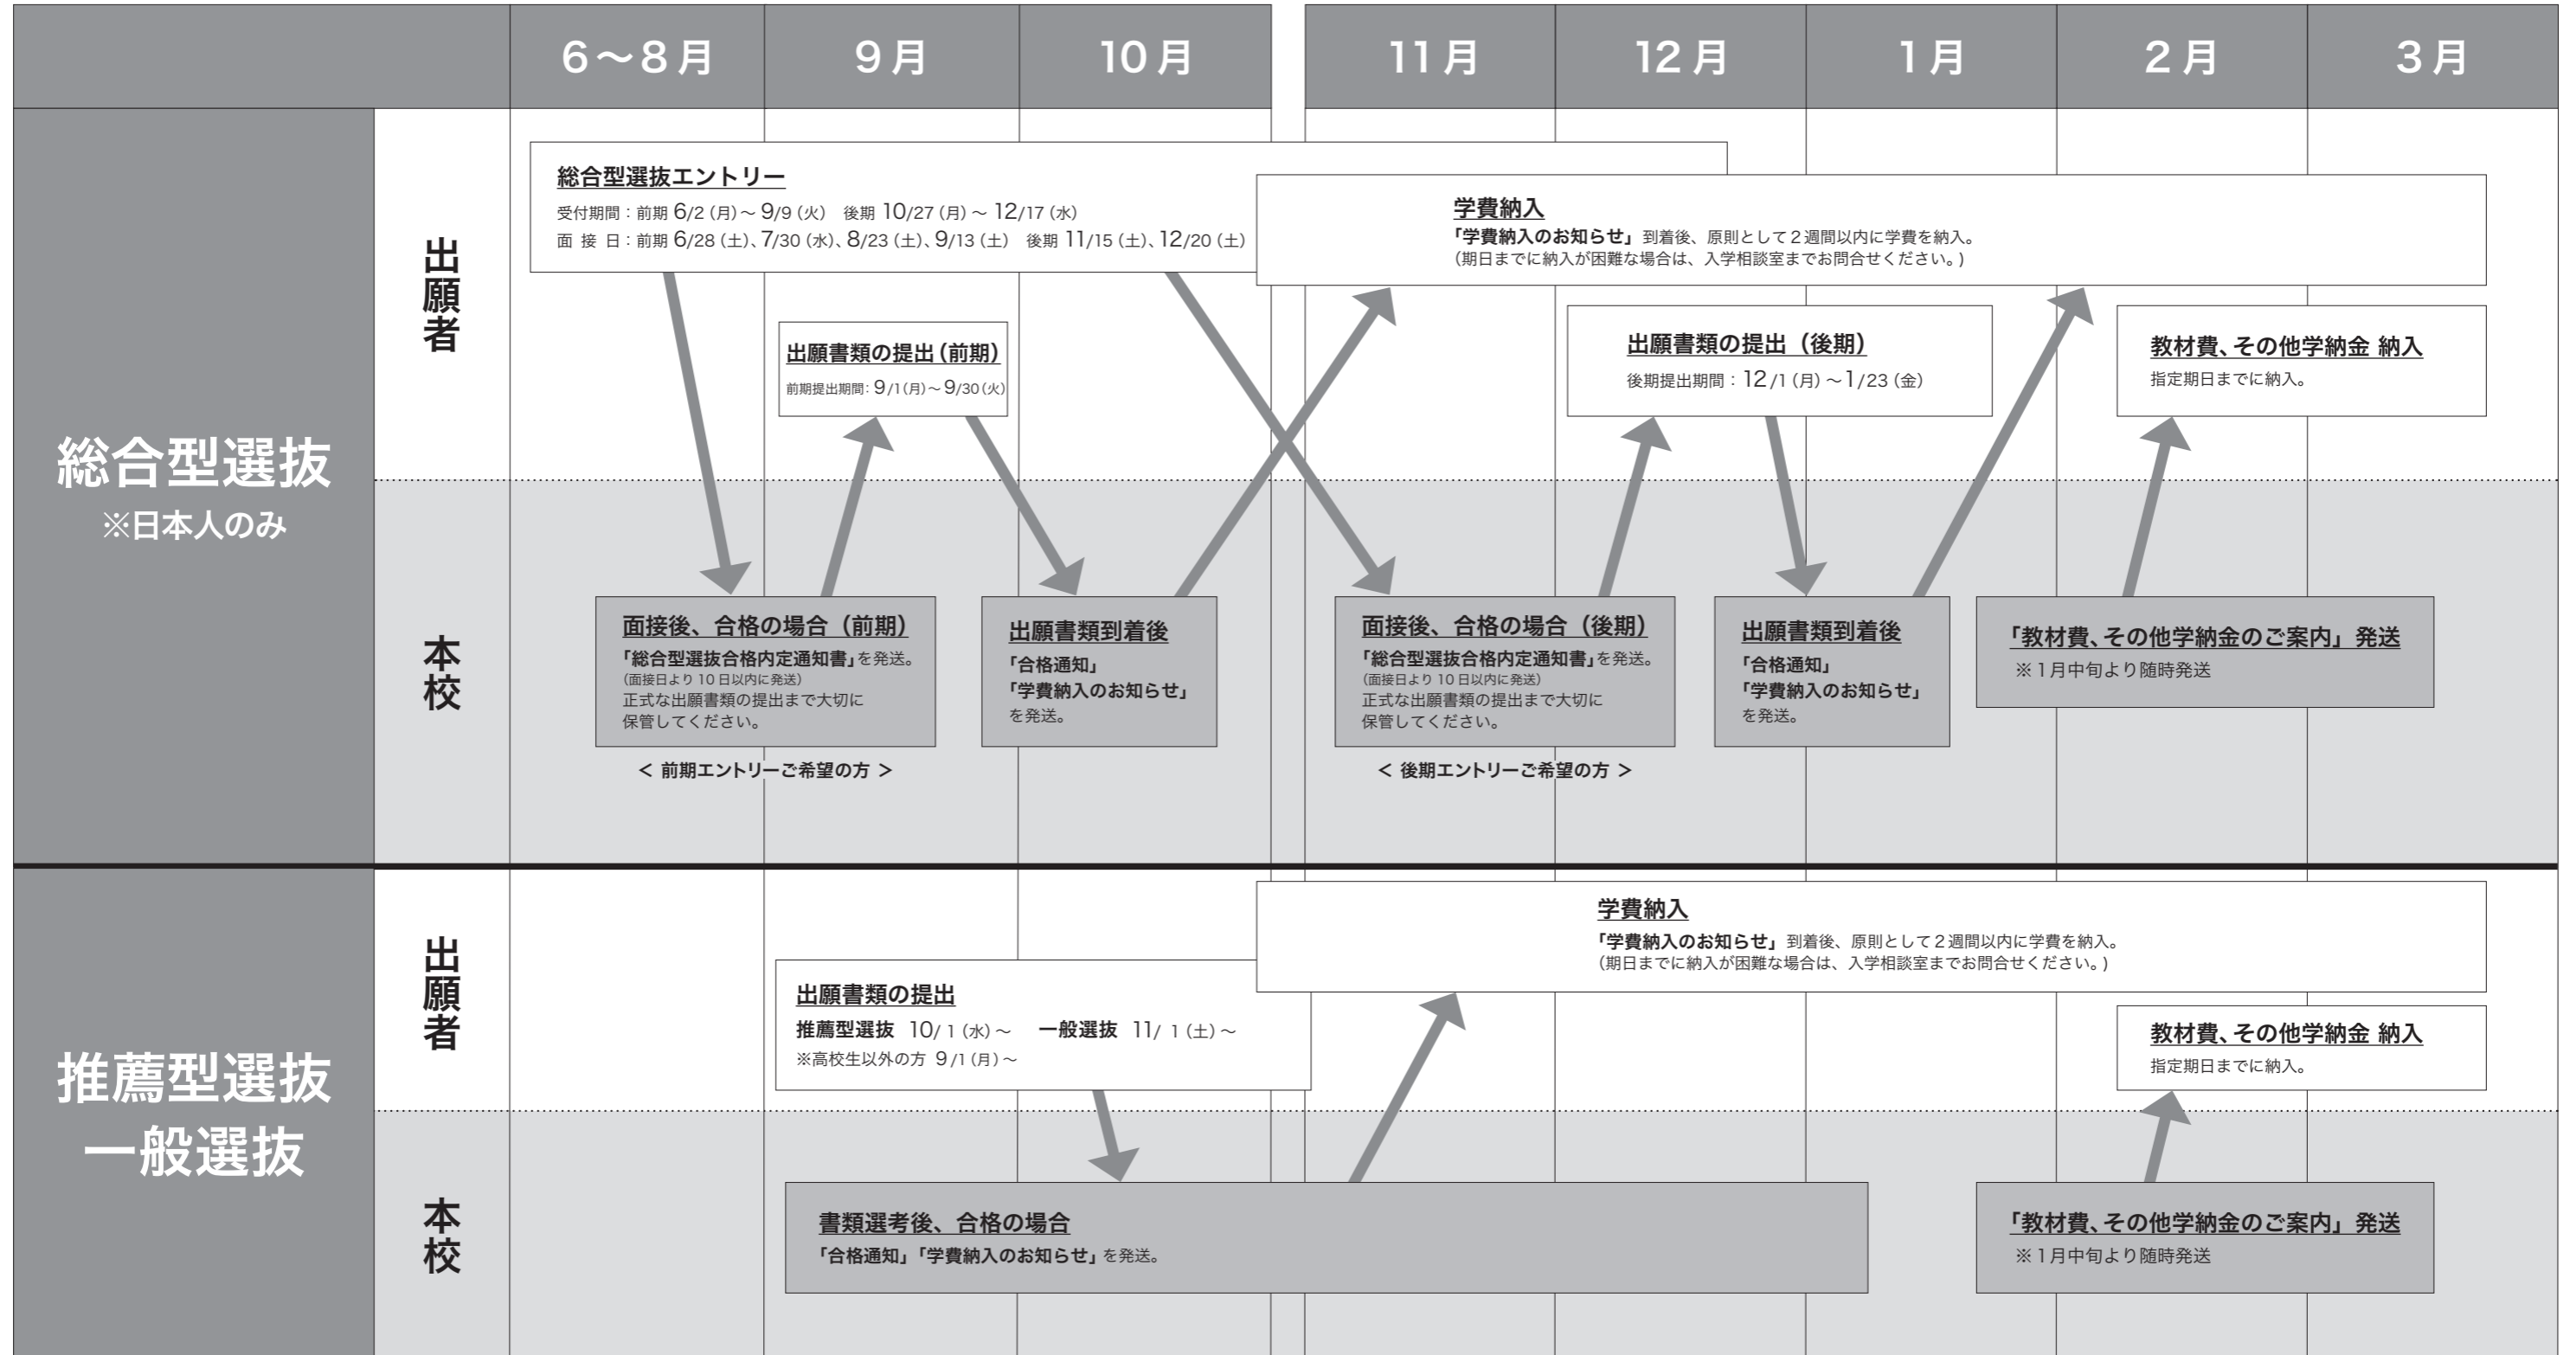 6～8月 9月 10月 11月 12月 1月 2月 3月
総合型選抜
※日本人のみ
出願者
総合型選抜エントリー
受付期間：前期 6/2（月）～ 9/9（火） 後期 10/27（月）～ 12/17（水）
面 接 日：前期 6/28（土）、7/30（水）、8/23（土）、9/13（土） 後期 11/15（土）、12/20（土）
学費納入
「学費納入のお知らせ」到着後、原則として2週間以内に学費を納入。
（期日までに納入が困難な場合は、入学相談室までお問合せください。)
出願書類の提出（前期）
前期提出期間：9/1（月）～ 9/30（火）
出願書類の提出（後期）
後期提出期間：12/1（月）～1/23（金）
教材費、その他学納金 納入
指定期日までに納入。
本校
面接後、合格の場合（前期）
「総合型選抜合格内定通知書」を発送。
（面接日より 10 日以内に発送）
正式な出願書類の提出まで大切に
保管してください。
＜ 前期エントリーご希望の方 ＞
出願書類到着後
「合格通知」
「学費納入のお知らせ」
を発送。
面接後、合格の場合（後期）
「総合型選抜合格内定通知書」を発送。
（面接日より 10 日以内に発送）
正式な出願書類の提出まで大切に
保管してください。
＜ 後期エントリーご希望の方 ＞
出願書類到着後
「合格通知」
「学費納入のお知らせ」
を発送。
「教材費、その他学納金のご案内」発送
※1月中旬より随時発送
推薦型選抜
一般選抜
出願者
学費納入
「学費納入のお知らせ」到着後、原則として2週間以内に学費を納入。
（期日までに納入が困難な場合は、入学相談室までお問合せください。)
出願書類の提出
推薦型選抜 10/ 1（水）～ 一般選抜 11/ 1（土）～
※高校生以外の方 9/1（月）～
教材費、その他学納金 納入
指定期日までに納入。
本校
書類選考後、合格の場合
「合格通知」「学費納入のお知らせ」を発送。
「教材費、その他学納金のご案内」発送
※1月中旬より随時発送